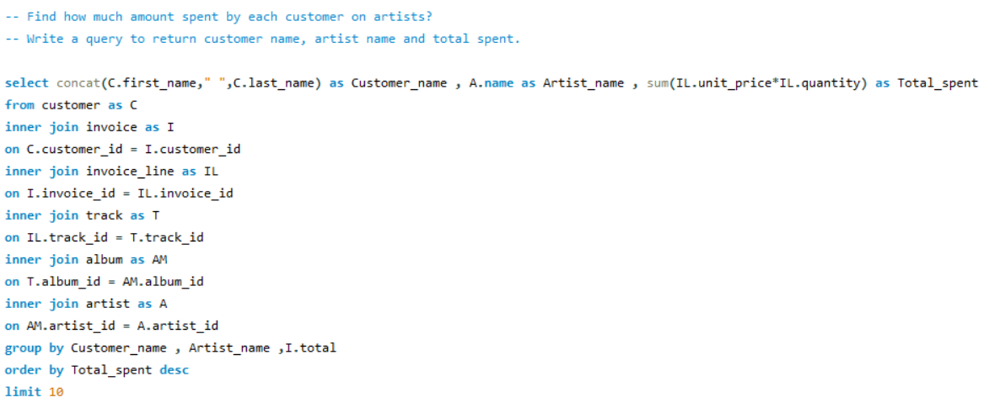 -- Find how much amount spent by each customer on artists?
-- Write a query to return customer name, artist name and total spent.
select concat(C.first_name," ",C.last_name) as Customer_name , A.name as Artist_name , sum(IL.unit_price*IL.quantity) as Total_spent
from customer as C
inner join invoice as I
on C.customer_id = I.customer_id
inner join invoice_line as IL
on I.invoice_id = IL.invoice_id
inner join track as T
on IL.track_id = T.track_id
inner join album as AM
on T.album_id = AM.album_id
inner join artist as A
on AM.artist_id = A.artist_id
group by Customer_name , Artist_name ,I.total
order by Total_spent desc
limit 10